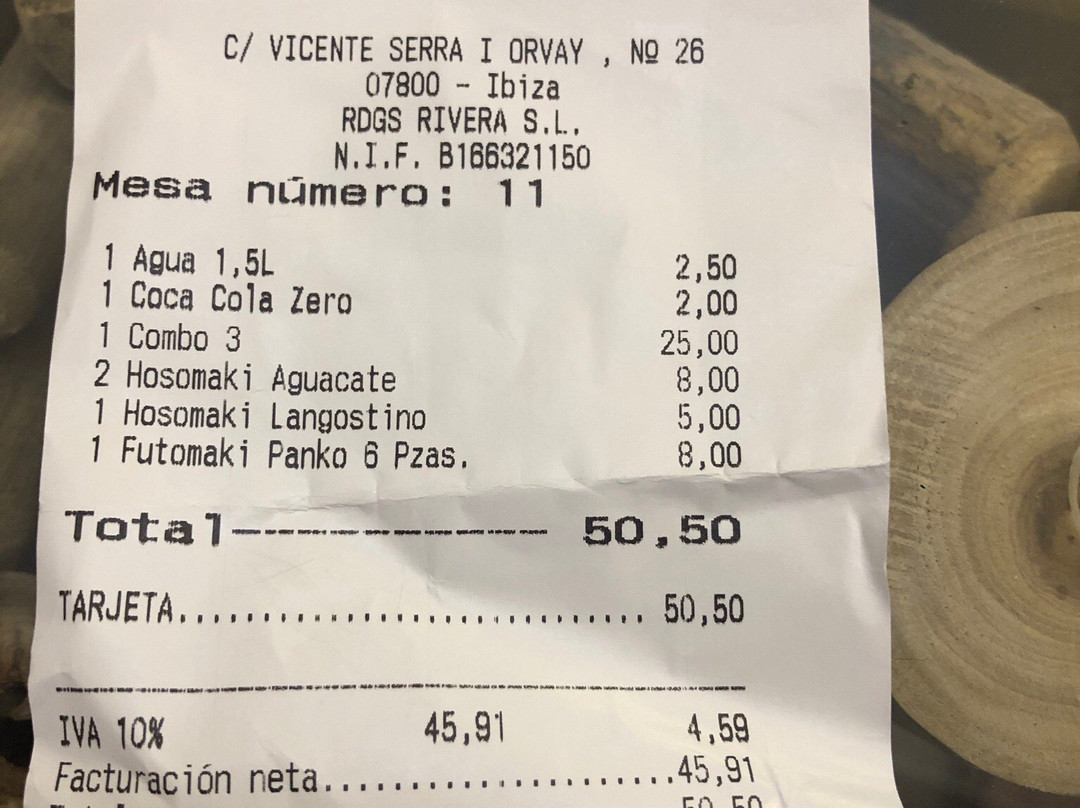 C/ VICENTE SERRA I ORVAY , Nº 26
07800 - Ibiza
RDGS RIVERA S.L.
N.I.F. B166321150
Mesa número: 11
1 Agua 1,5L 2,50
1 Coca Cola Zero 2,00
1 Combo 3 25,00
2 Hosomaki Aguacate 8,00
1 Hosomaki Langostino 5,00
1 Futomaki Panko 6 Pzas. 8,00
Total----------- 50,50
TARJETA............................. 50,50
IVA 10% 45,91 4,59
Facturación neta.......................45,91
50,50